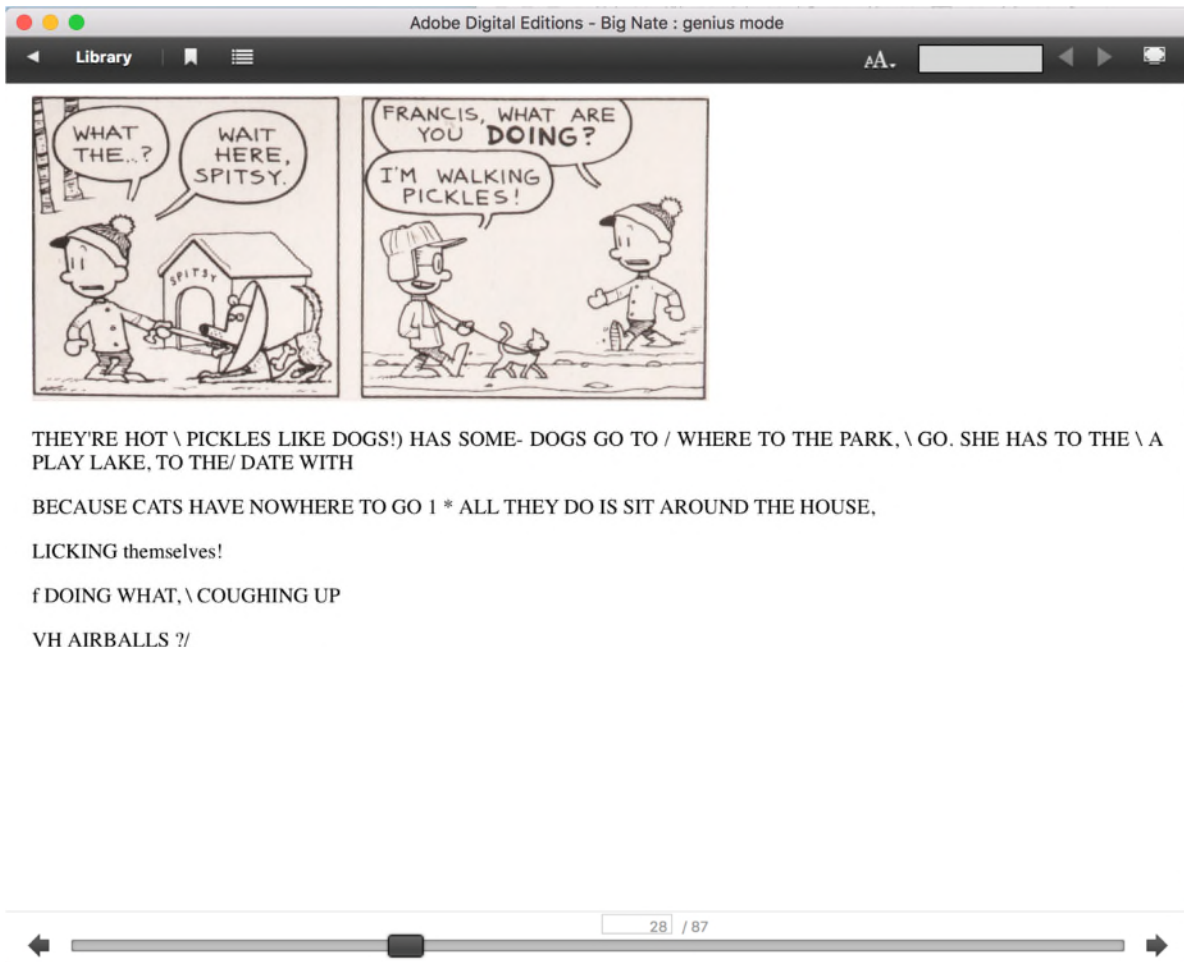 Adobe Digital Editions - Big Nate : genius mode
Library
AA
WHAT
THE..?
WAIT
HERE,
SPITSY.
SPITSY
FRANCIS, WHAT ARE
YOU DOING?
I'M WALKING
PICKLES!
THEY'RE HOT \ PICKLES LIKE DOGS!) HAS SOME- DOGS GO TO / WHERE TO THE PARK, \ GO. SHE HAS TO THE \ A
PLAY LAKE, TO THE/ DATE WITH
BECAUSE CATS HAVE NOWHERE TO GO 1 * ALL THEY DO IS SIT AROUND THE HOUSE,
LICKING themselves!
f DOING WHAT, \ COUGHING UP
VH AIRBALLS ?/
28 / 87